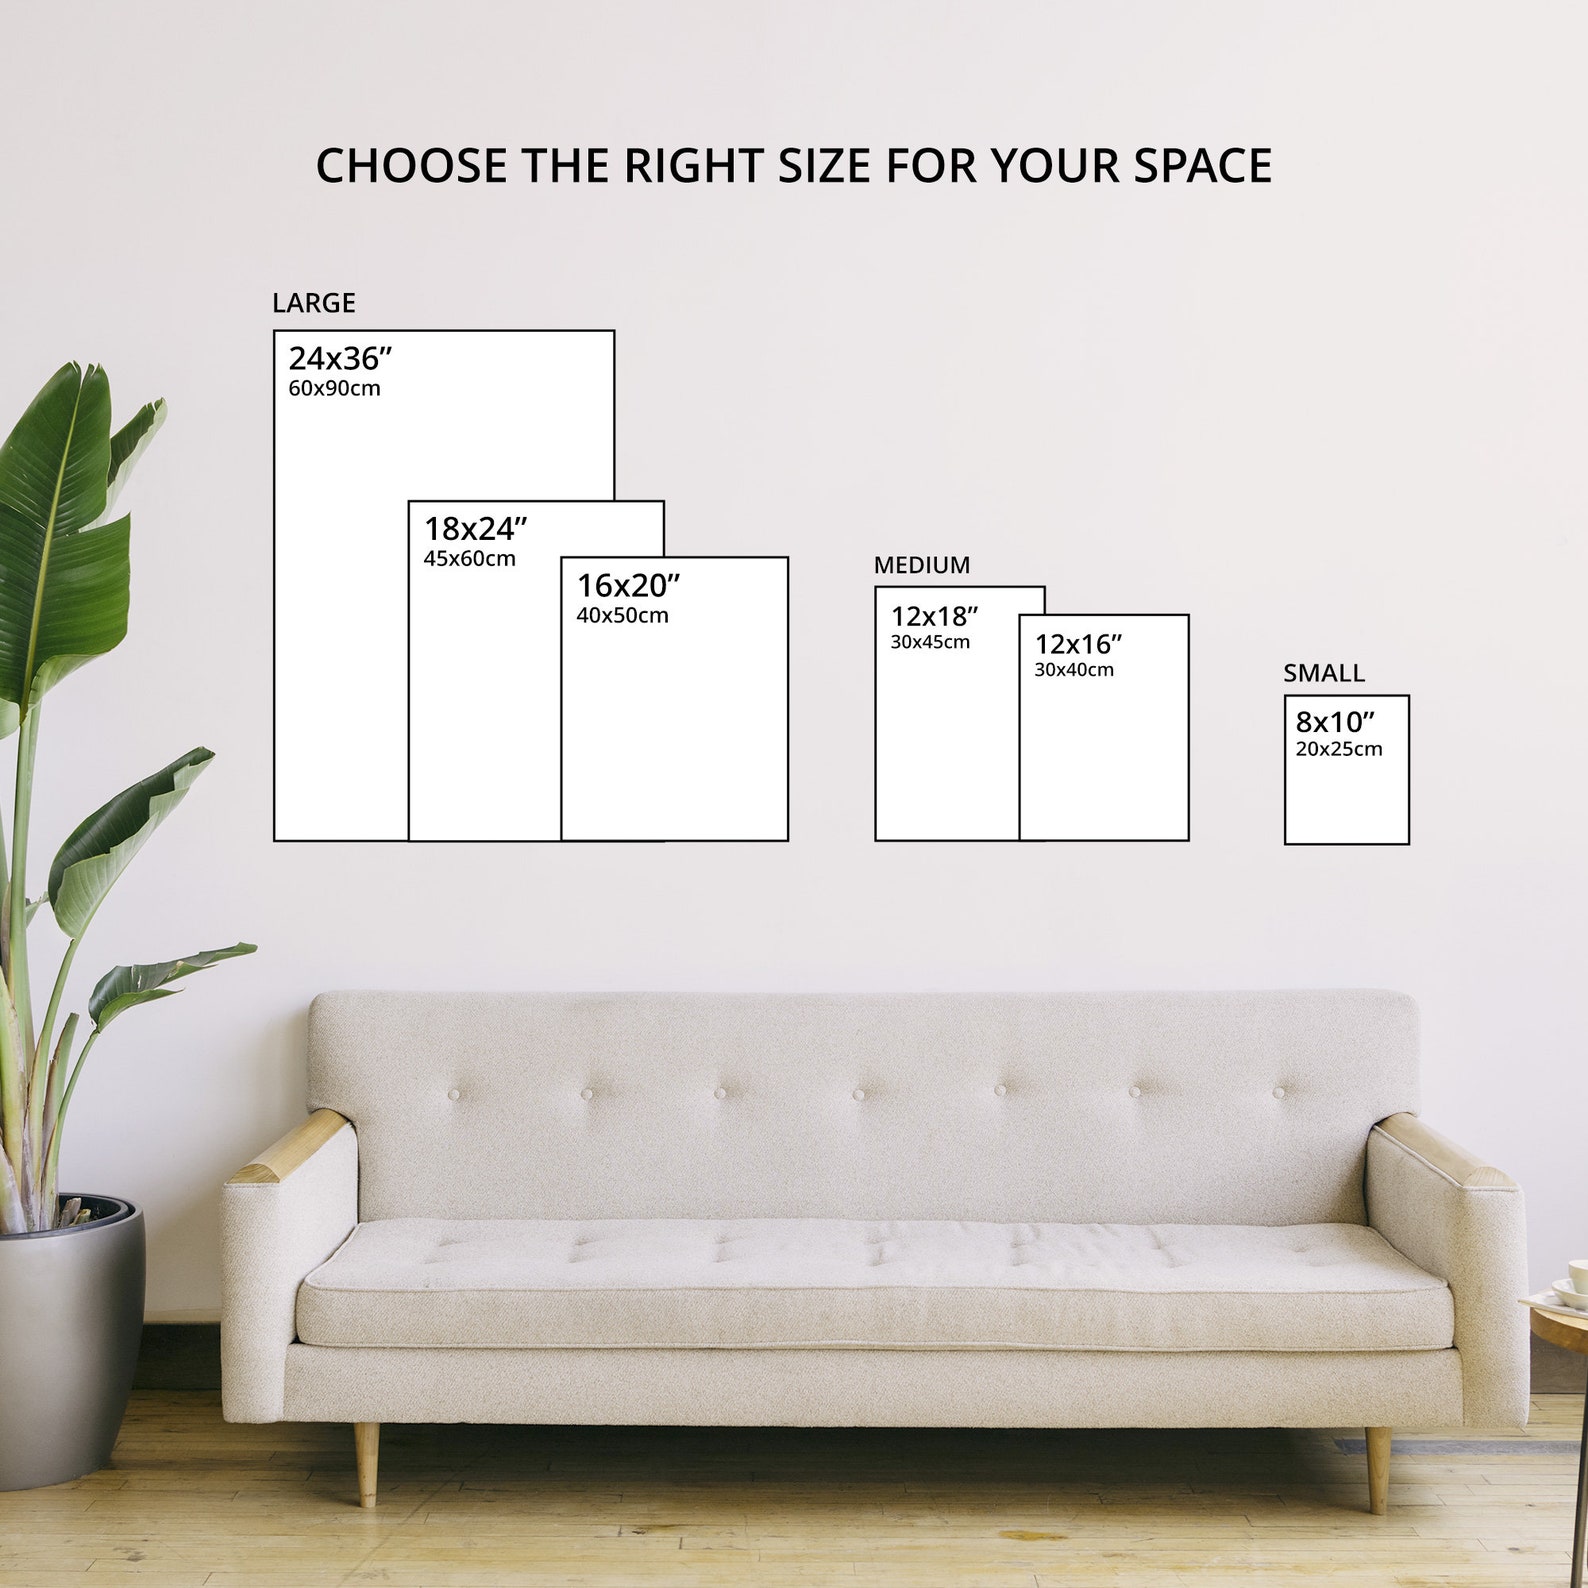 CHOOSE THE RIGHT SIZE FOR YOUR SPACE
LARGE
24x36”
60x90cm
18x24”
45x60cm
16x20”
40x50cm
MEDIUM
12x18”
30x45cm
12x16”
30x40cm
SMALL
8x10”
20x25cm